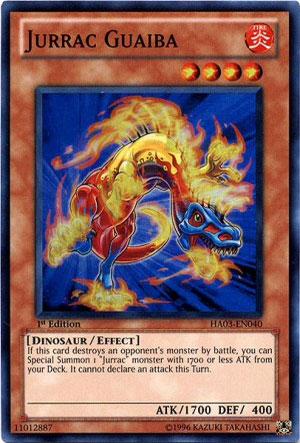 JURRAC GUAIBA
FIRE
炎
1st Edition
HA03-EN040
[DINOSAUR / EFFECT]
If this card destroys an opponent's monster by battle, you can
Special Summon 1 "Jurrac" monster with 1700 or less ATK from
your Deck. It cannot declare an attack this Turn.
ATK/1700 DEF/ 400
11012887
©1996 KAZUKI TAKAHASHI